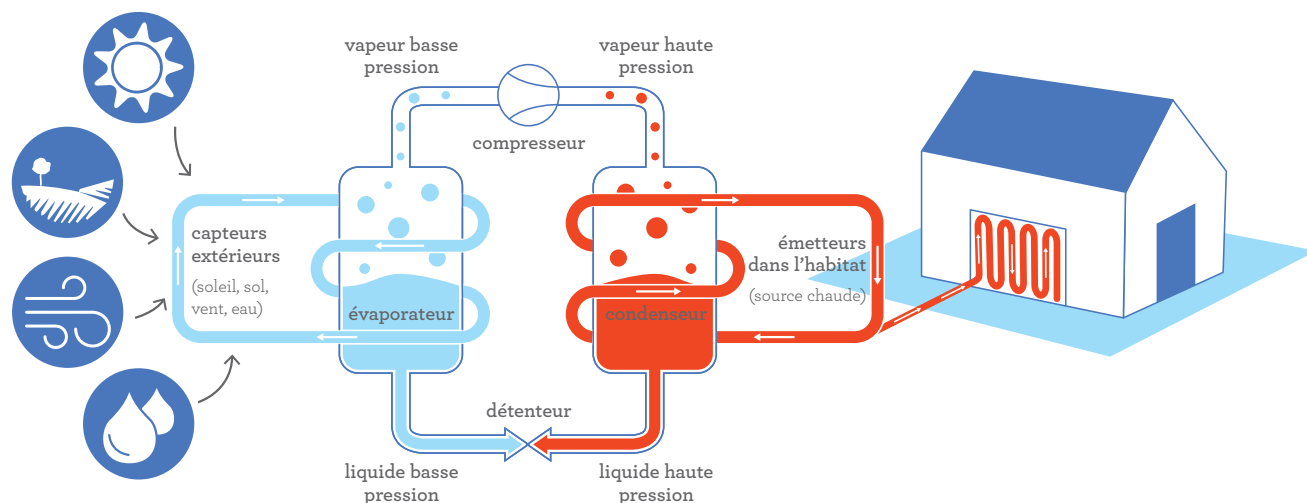 vapeur basse
pression
vapeur haute
pression
compresseur
capteurs
extérieurs
(soleil, sol,
vent, eau)
évaporateur
condenseur
émetteurs
dans l’habitat
(source chaude)
détenteur
liquide basse
pression
liquide haute
pression